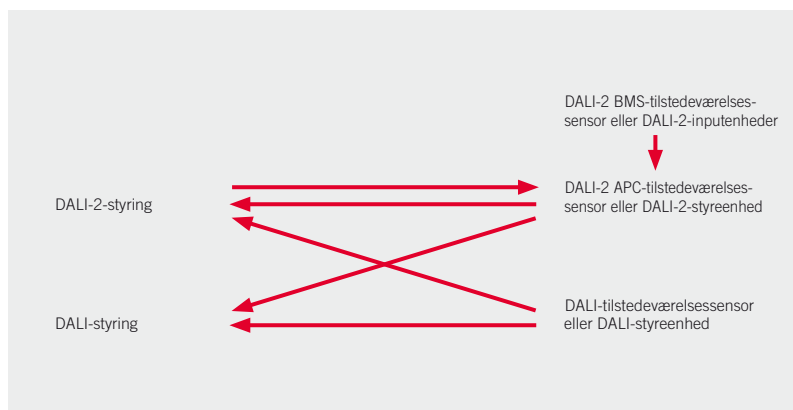 DALI-2 BMS-tilstedeværelses-
sensor eller DALI-2-inputenheder
DALI-2-styring
DALI-2 APC-tilstedeværelses-
sensor eller DALI-2-styreenhed
DALI-styring
DALI-tilstedeværelsessensor
eller DALI-styreenhed